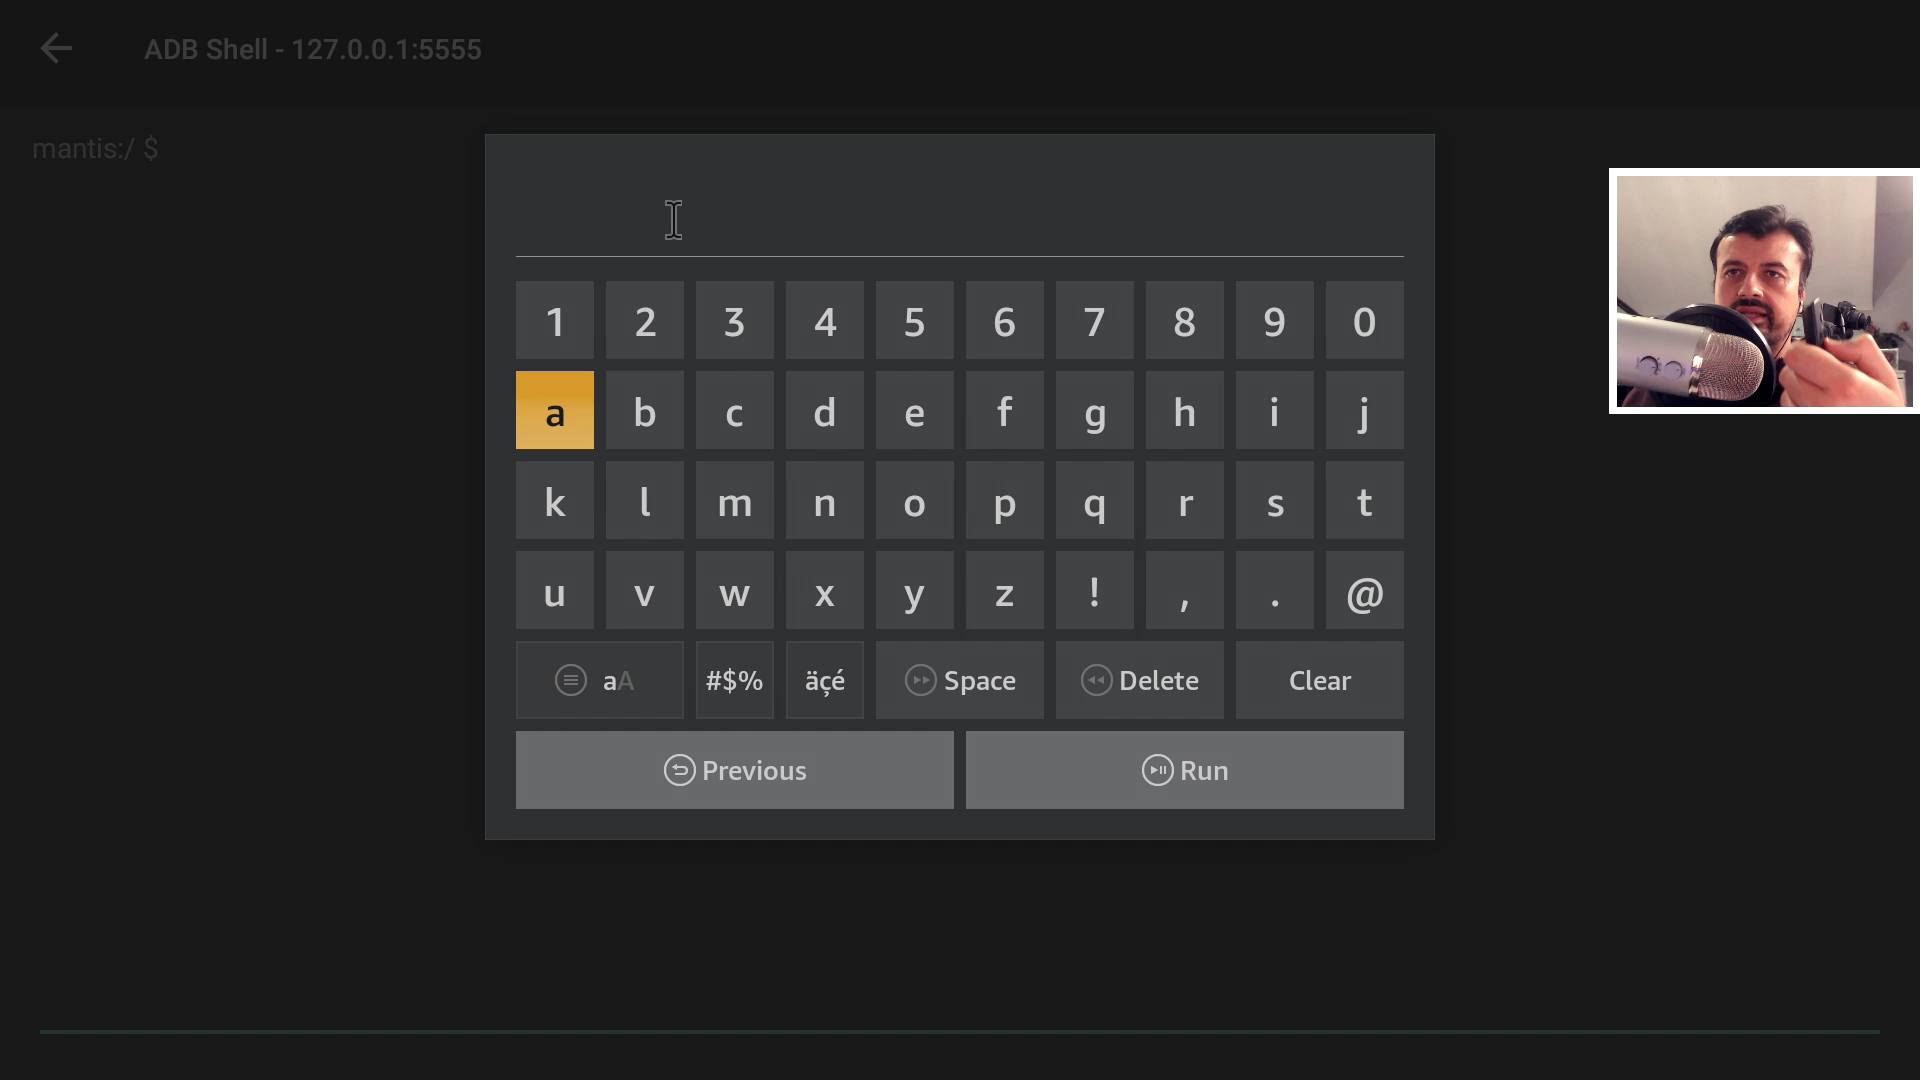 ADB Shell - 127.0.0.1:5555
mantis:/ $
1 2 3 4 5 6 7 8 9 0
a b c d e f g h i j
k l m n o p q r s t
u v w x y z ! , . @
aA #$% äçé Space Delete Clear
Previous Run